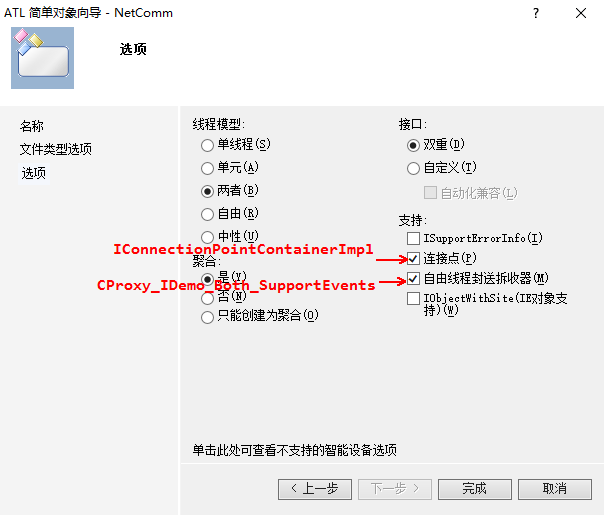 ATL 简单对象向导 - NetComm
?
选项
名称
文件类型选项
选项
线程模型:
单线程(S)
单元(A)
两者(B)
自由(R)
中性(U)
聚合:
是(Y)
否(N)
只能创建为聚合(O)
接口:
双重(D)
自定义(T)
自动化兼容(L)
支持:
ISupportErrorInfo(I)
IConnectionPointContainerImpl
连接点(P)
CProxy_IDemo_Both_SupportEvents
自由线程封送拆收器(M)
IObjectWithSite(IE对象支
持)(W)
单击此处可查看不支持的智能设备选项
< 上一步
下一步 >
完成
取消